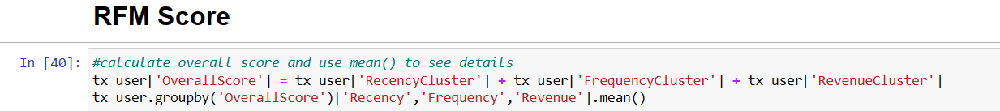 RFM Score
In [40]: #calculate overall score and use mean() to see details
tx_user['OverallScore'] = tx_user['RecencyCluster'] + tx_user['FrequencyCluster'] + tx_user['RevenueCluster']
tx_user.groupby('OverallScore')['Recency','Frequency','Revenue'].mean()